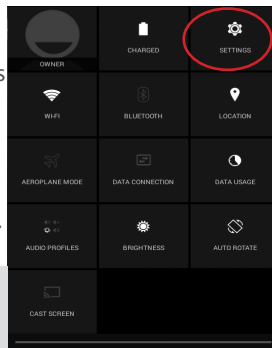 s
OWNER
CHARGED
SETTINGS
WI-FI
BLUETOOTH
LOCATION
AEROPLANE MODE
DATA CONNECTION
DATA USAGE
AUDIO PROFILES
BRIGHTNESS
AUTO ROTATE
CAST SCREEN